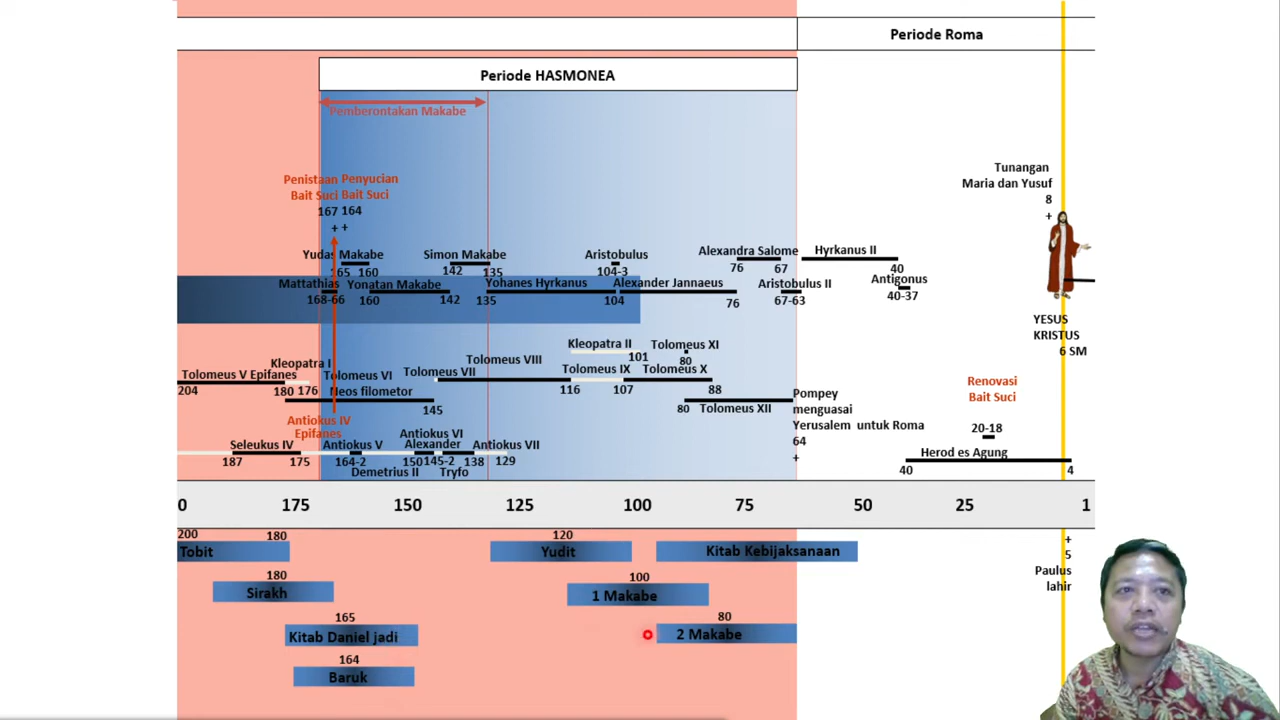 Periode Roma
Periode HASMONEA
Pemberontakan Makabe
Tunangan
Maria dan Yusuf
8
+
Penistaan
Bait Suci
167
+
Penyucian
Bait Suci
164
+
Yudas Makabe
165 160
Simon Makabe
142 135
Aristobulus
104-3
Alexandra Salome
76 67
Hyrkanus II
40
Mattathias
168-66
Yonatan Makabe
160 142
Yohanes Hyrkanus
135 104
Alexander Jannaeus
76
Aristobulus II
67-63
Antigonus
40-37
YESUS
KRISTUS
6 SM
Kleopatra II
101
Tolomeus XI
80
Kleopatra I
176
Tolomeus V Epifanes
204 180
Tolomeus VI
Neos filometor
145
Tolomeus VII
Tolomeus VIII
116
Tolomeus IX
107
Tolomeus X
88
80 Tolomeus XII
Pompey
menguasai
Yerusalem untuk Roma
64
+
Renovasi
Bait Suci
20-18
Antiokus IV
Epifanes
Seleukus IV
187 175
Antiokus V
164-2
Demetrius II
Antiokus VI
Alexander
150 145-2 138
Tryfo
Antiokus VII
129
Herod es Agung
40 4
0 175 150 125 100 75 50 25 1
200 180
Tobit
120
Yudit
Kitab Kebijaksanaan
+
5
Paulus
lahir
180
Sirakh
100
1 Makabe
165
Kitab Daniel jadi
80
2 Makabe
164
Baruk